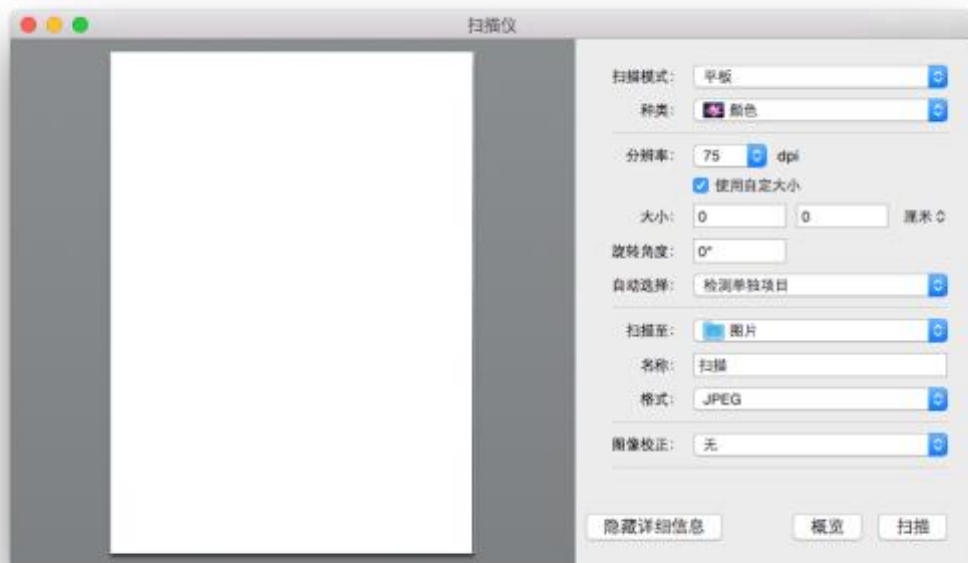 扫描仪
扫描模式: 平板
种类: 颜色
分辨率: 75 dpi
使用自定大小
大小: 0 0 厘米
旋转角度: 0°
自动选择: 检测单独项目
扫描至: 图片
名称: 扫描
格式: JPEG
图像校正: 无
隐藏详细信息 概览 扫描